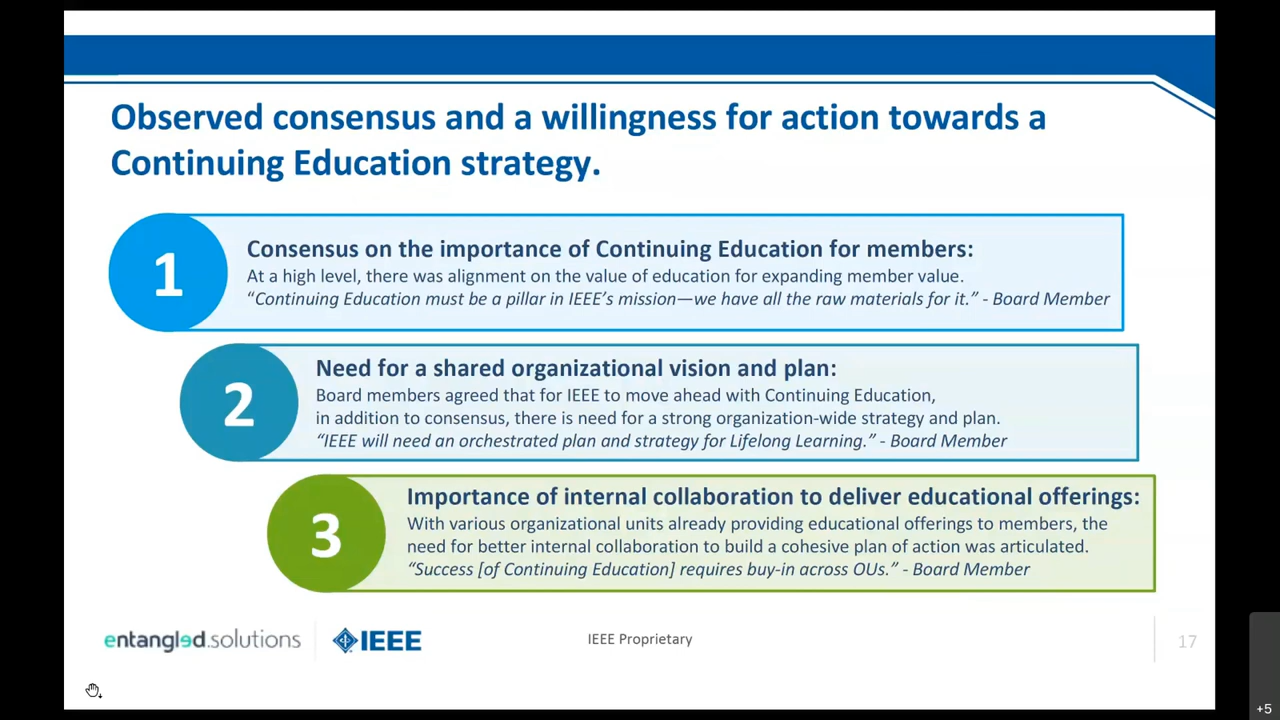 Observed consensus and a willingness for action towards a
Continuing Education strategy.
1
Consensus on the importance of Continuing Education for members:
At a high level, there was alignment on the value of education for expanding member value.
“Continuing Education must be a pillar in IEEE’s mission—we have all the raw materials for it.” - Board Member
2
Need for a shared organizational vision and plan:
Board members agreed that for IEEE to move ahead with Continuing Education,
in addition to consensus, there is need for a strong organization-wide strategy and plan.
“IEEE will need an orchestrated plan and strategy for Lifelong Learning.” - Board Member
3
Importance of internal collaboration to deliver educational offerings:
With various organizational units already providing educational offerings to members, the
need for better internal collaboration to build a cohesive plan of action was articulated.
“Success [of Continuing Education] requires buy-in across OUs.” - Board Member
entangled.solutions
IEEE
IEEE Proprietary
17
+5